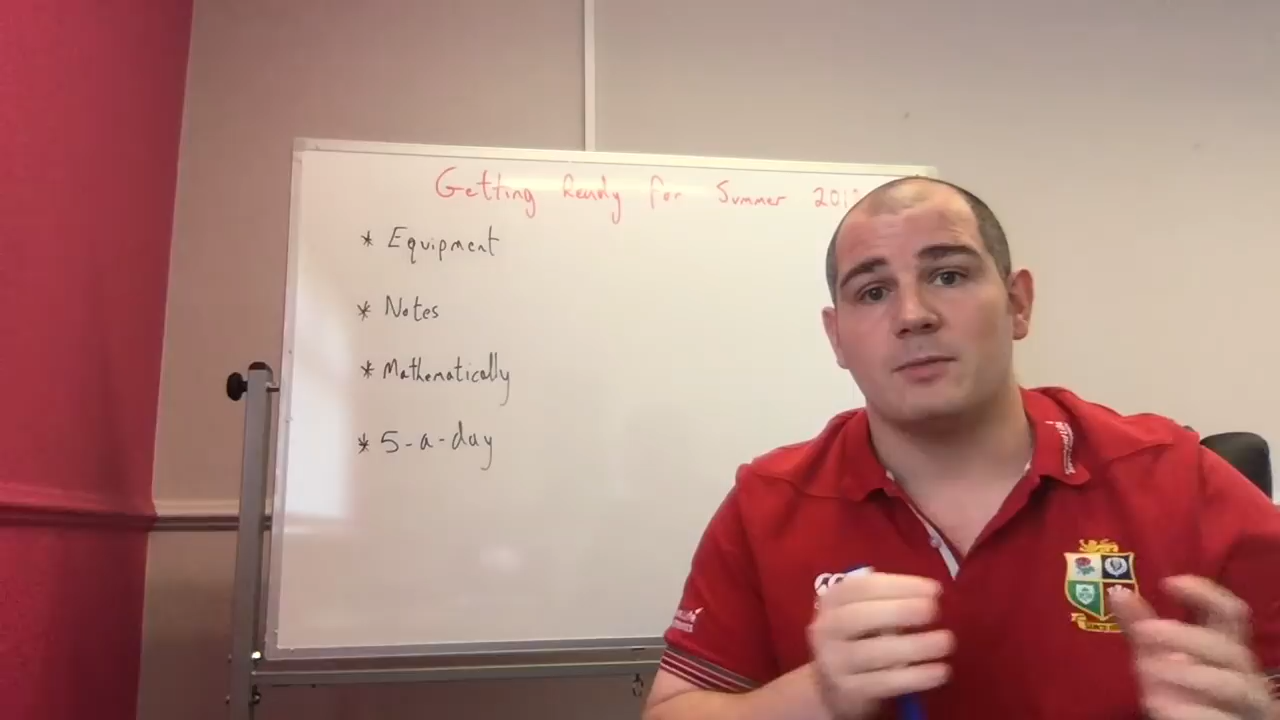 Getting Ready for Summer
* Equipment
* Notes
* Mathematically
* 5-a-day